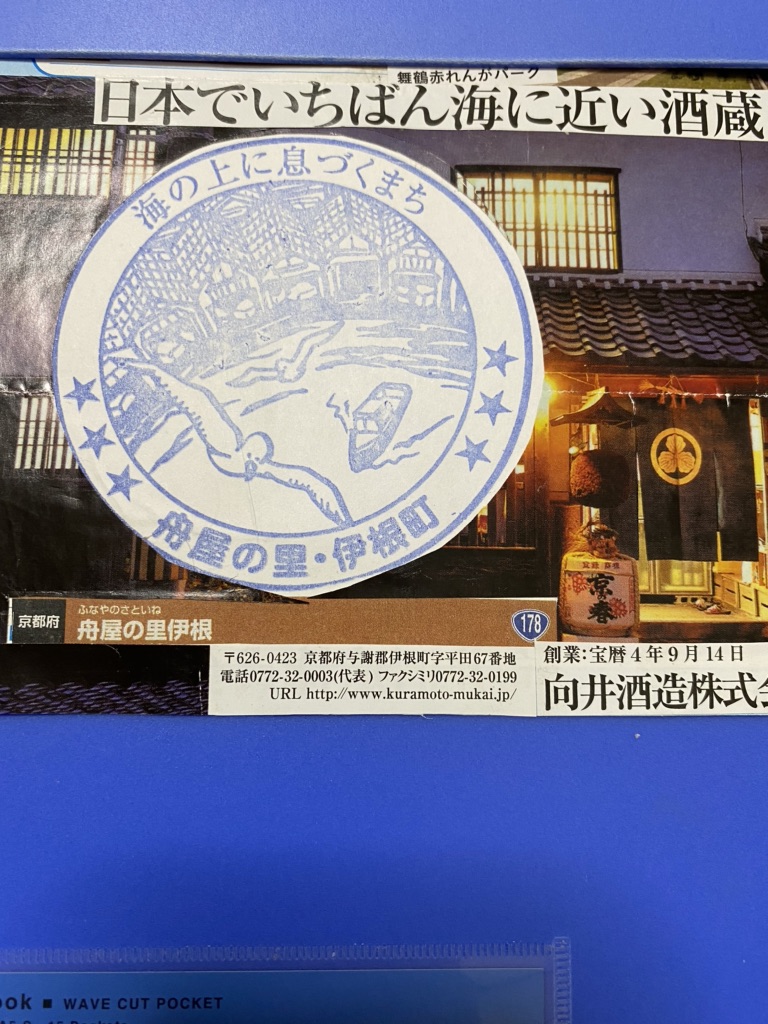 舞鶴赤れんがパーク
日本でいちばん海に近い酒蔵
海の上に息づくまち
舟屋の里・伊根町
京春
京都府
ふなやのさといね
舟屋の里伊根
178
〒626-0423 京都府与謝郡伊根町字平田67番地
電話0772-32-0003(代表) ファクシミリ0772-32-0199
URL http://www.kuramoto-mukai.jp/
創業:宝暦4年9月14日
向井酒造株式会
ook ■ WAVE CUT POCKET